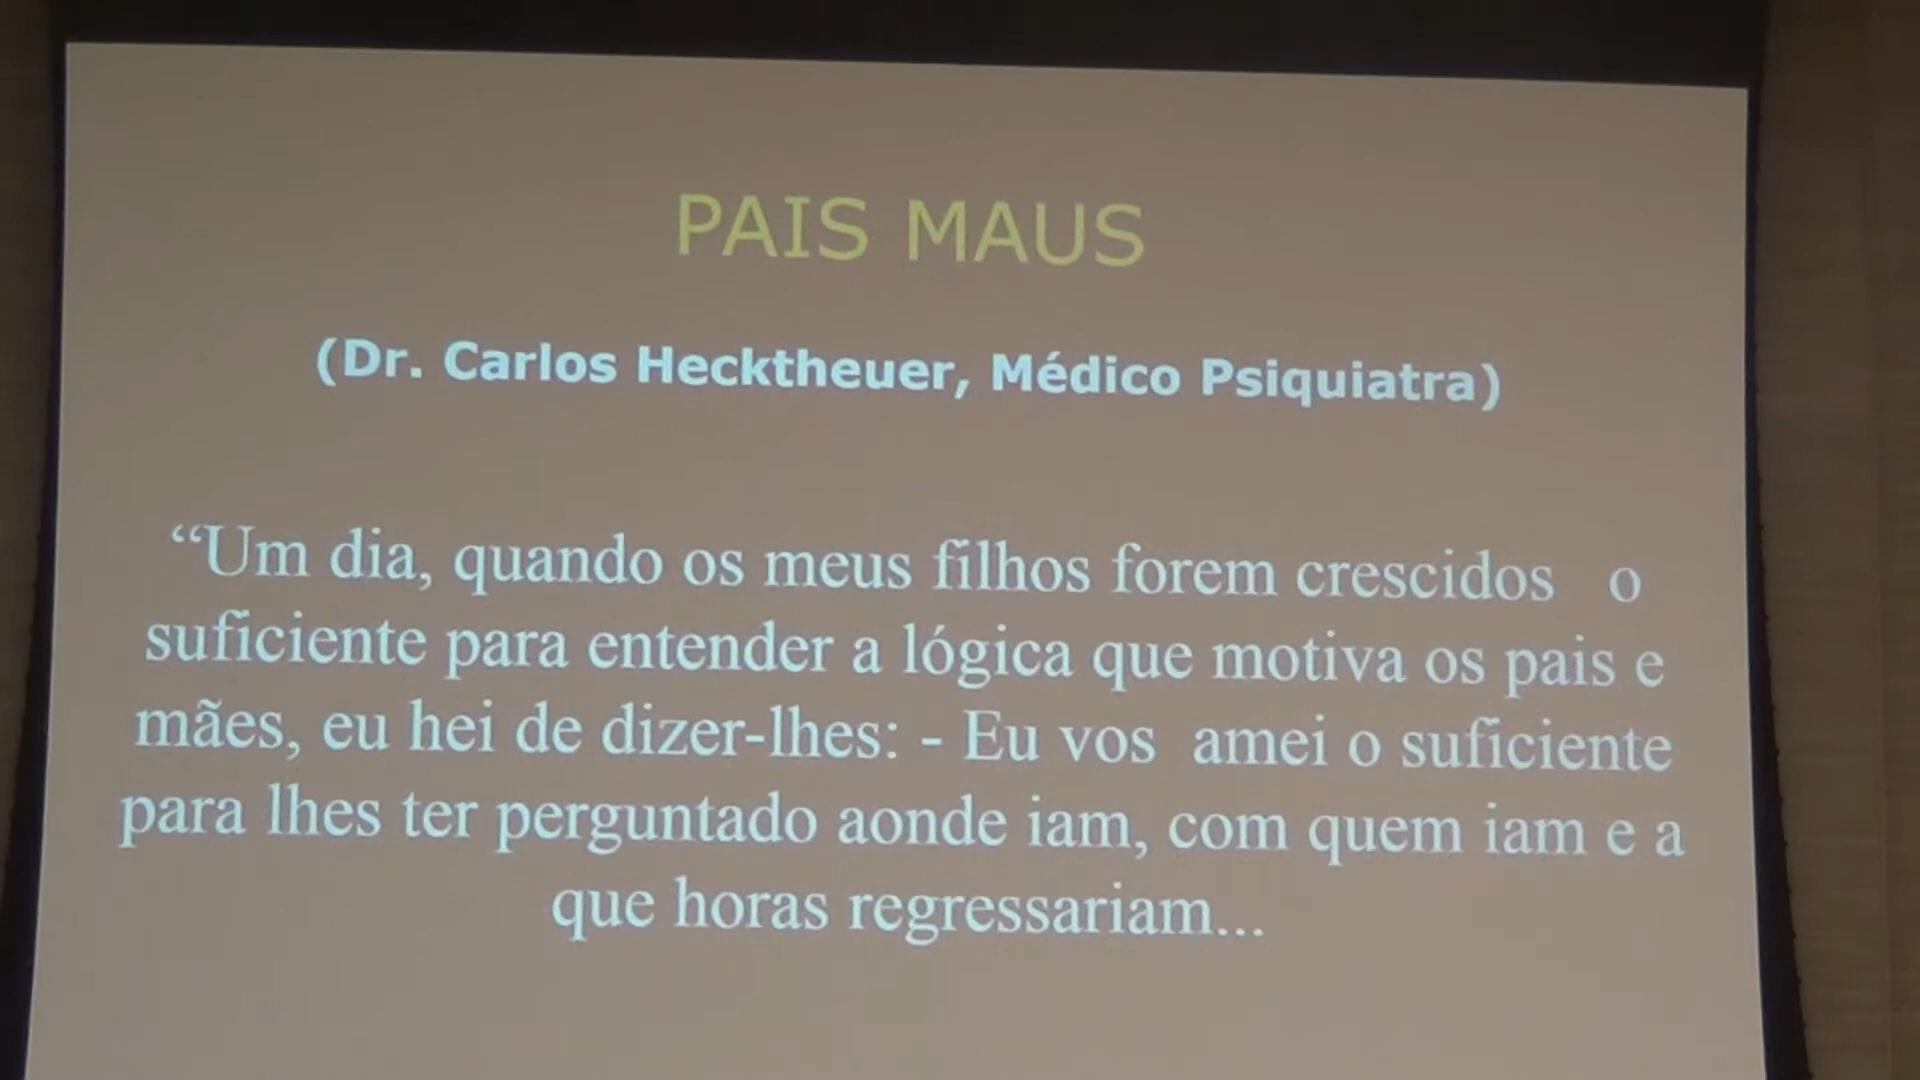 PAIS MAUS
(Dr. Carlos Hecktheuer, Médico Psiquiatra)
“Um dia, quando os meus filhos forem crescidos o
suficiente para entender a lógica que motiva os pais e
mães, eu hei de dizer-lhes: - Eu vos amei o suficiente
para lhes ter perguntado aonde iam, com quem iam e a
que horas regressariam...